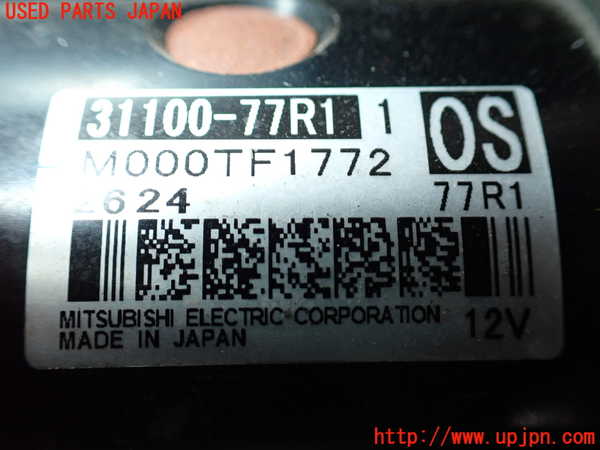 USED PARTS JAPAN
31100-77R1 1
OS
M000TF1772
2624
77R1
MITSUBISHI ELECTRIC CORPORATION
MADE IN JAPAN
12V
http://www.upjpn.com/